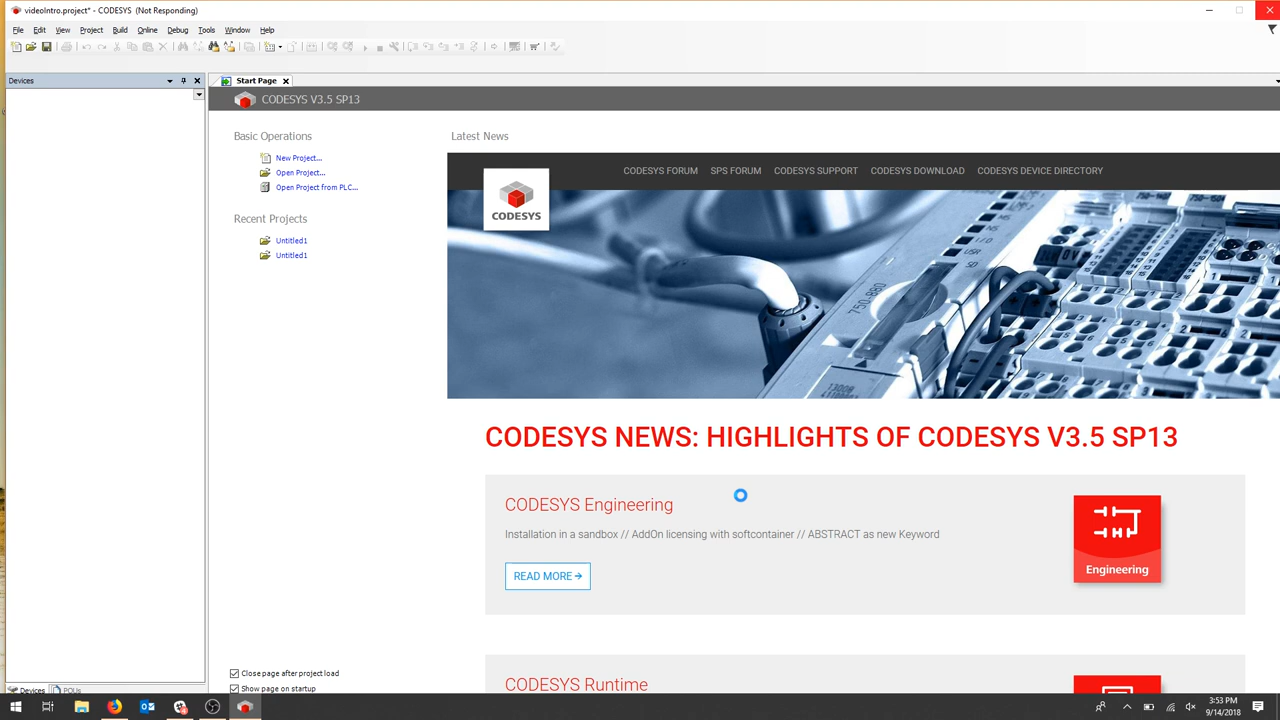 videoIntro.project* - CODESYS (Not Responding)
File Edit View Project Build Online Debug Tools Window Help
Devices
Start Page
CODESYS V3.5 SP13
Basic Operations
New Project...
Open Project...
Open Project from PLC...
Recent Projects
Untitled1
Untitled1
Latest News
CODESYS
CODESYS FORUM SPS FORUM CODESYS SUPPORT CODESYS DOWNLOAD CODESYS DEVICE DIRECTORY
750-880
CODESYS NEWS: HIGHLIGHTS OF CODESYS V3.5 SP13
CODESYS Engineering
Installation in a sandbox // AddOn licensing with softcontainer // ABSTRACT as new Keyword
READ MORE →
Engineering
CODESYS Runtime
Close page after project load
Show page on startup
Devices POUs
3:53 PM
9/14/2018